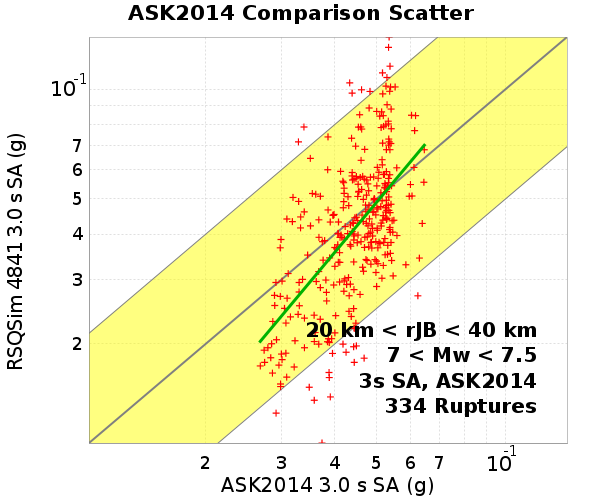 ASK2014 Comparison Scatter
RSQSim 4841 3.0 s SA (g)
10-1
7
6
5
4
3
2
20 km < rJB < 40 km
7 < Mw < 7.5
3s SA, ASK2014
334 Ruptures
2 3 4 5 6 7 10-1
ASK2014 3.0 s SA (g)